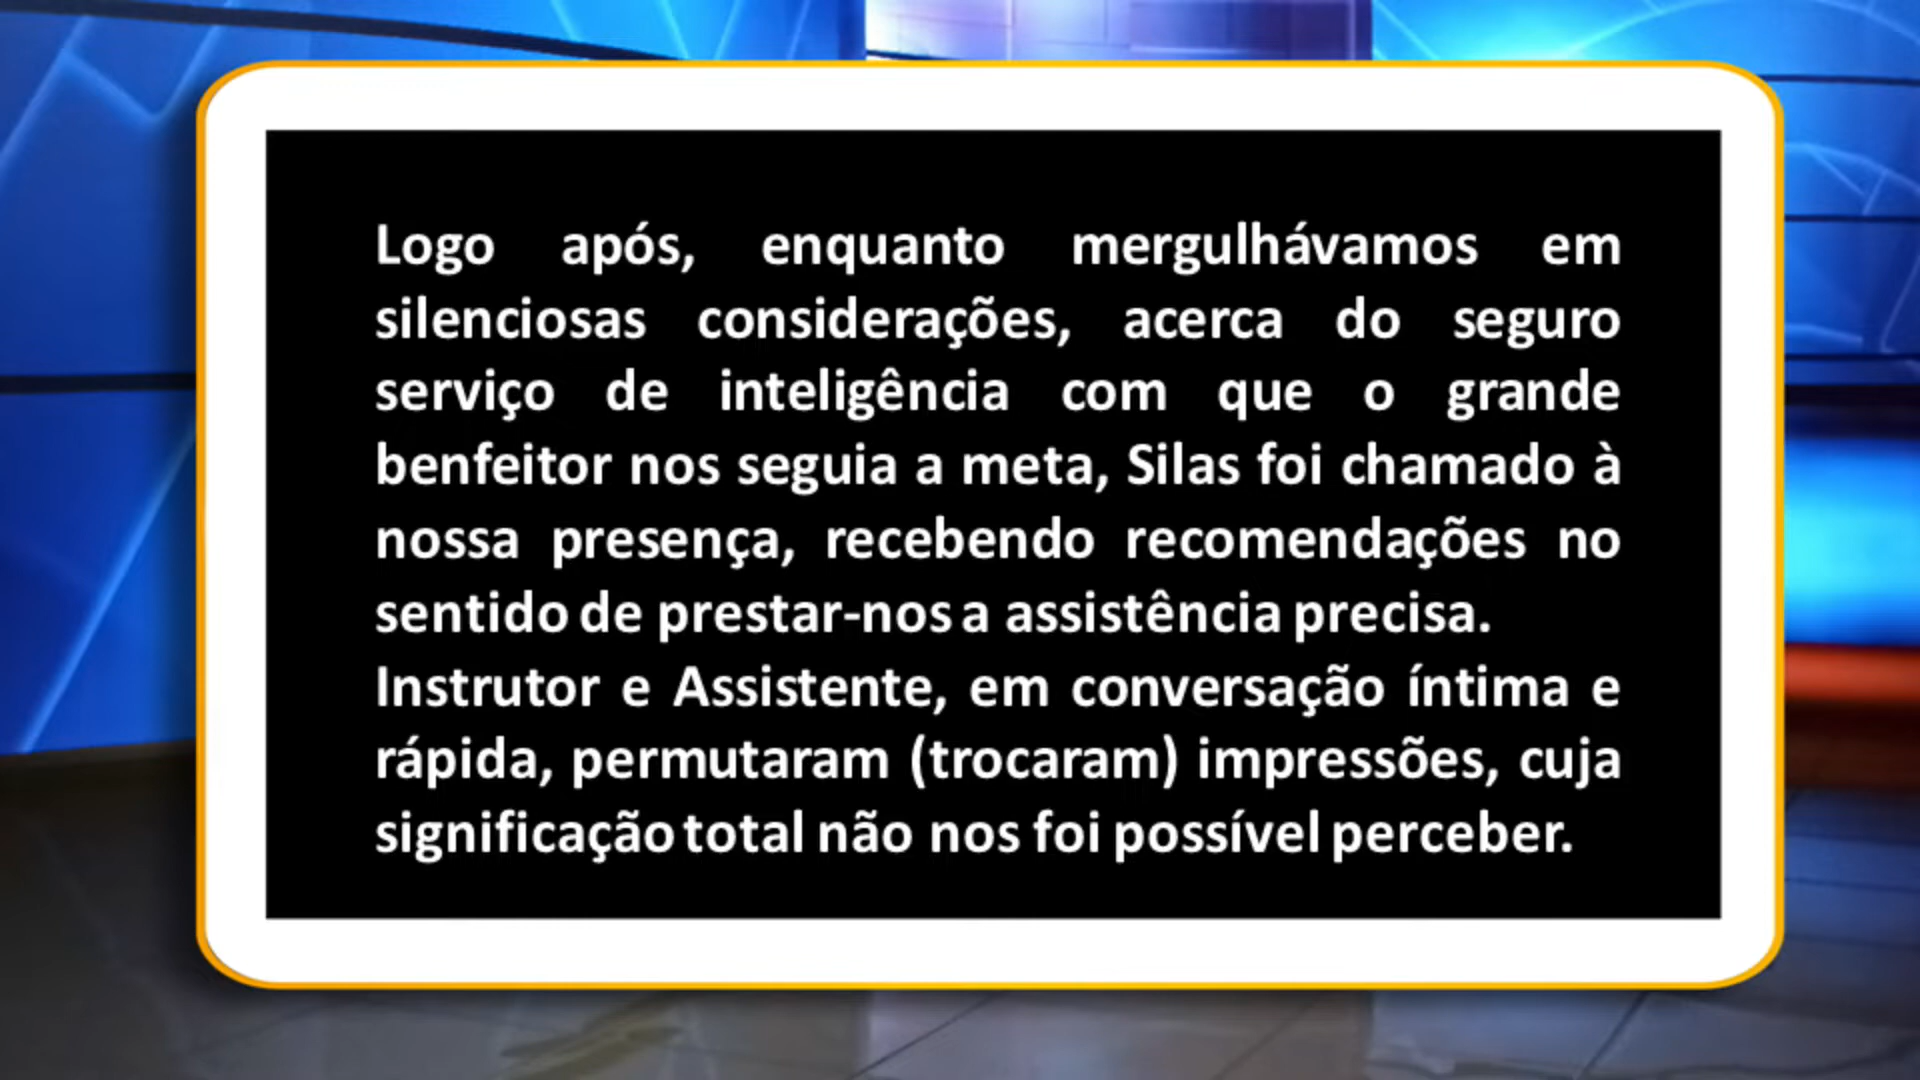 Logo após, enquanto mergulhávamos em
silenciosas considerações, acerca do seguro
serviço de inteligência com que o grande
benfeitor nos seguia a meta, Silas foi chamado à
nossa presença, recebendo recomendações no
sentido de prestar-nos a assistência precisa.
Instrutor e Assistente, em conversação íntima e
rápida, permutaram (trocaram) impressões, cuja
significação total não nos foi possível perceber.